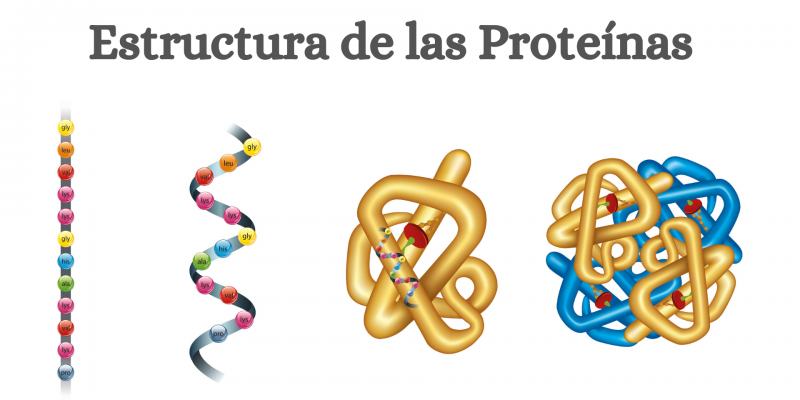 Estructura de las Proteínas
gly
leu
val
lys
lys
gly
his
ala
lys
val
lys
pro
gly
leu
val
lys
lys
gly
his
ala
lys
val
lys
pro